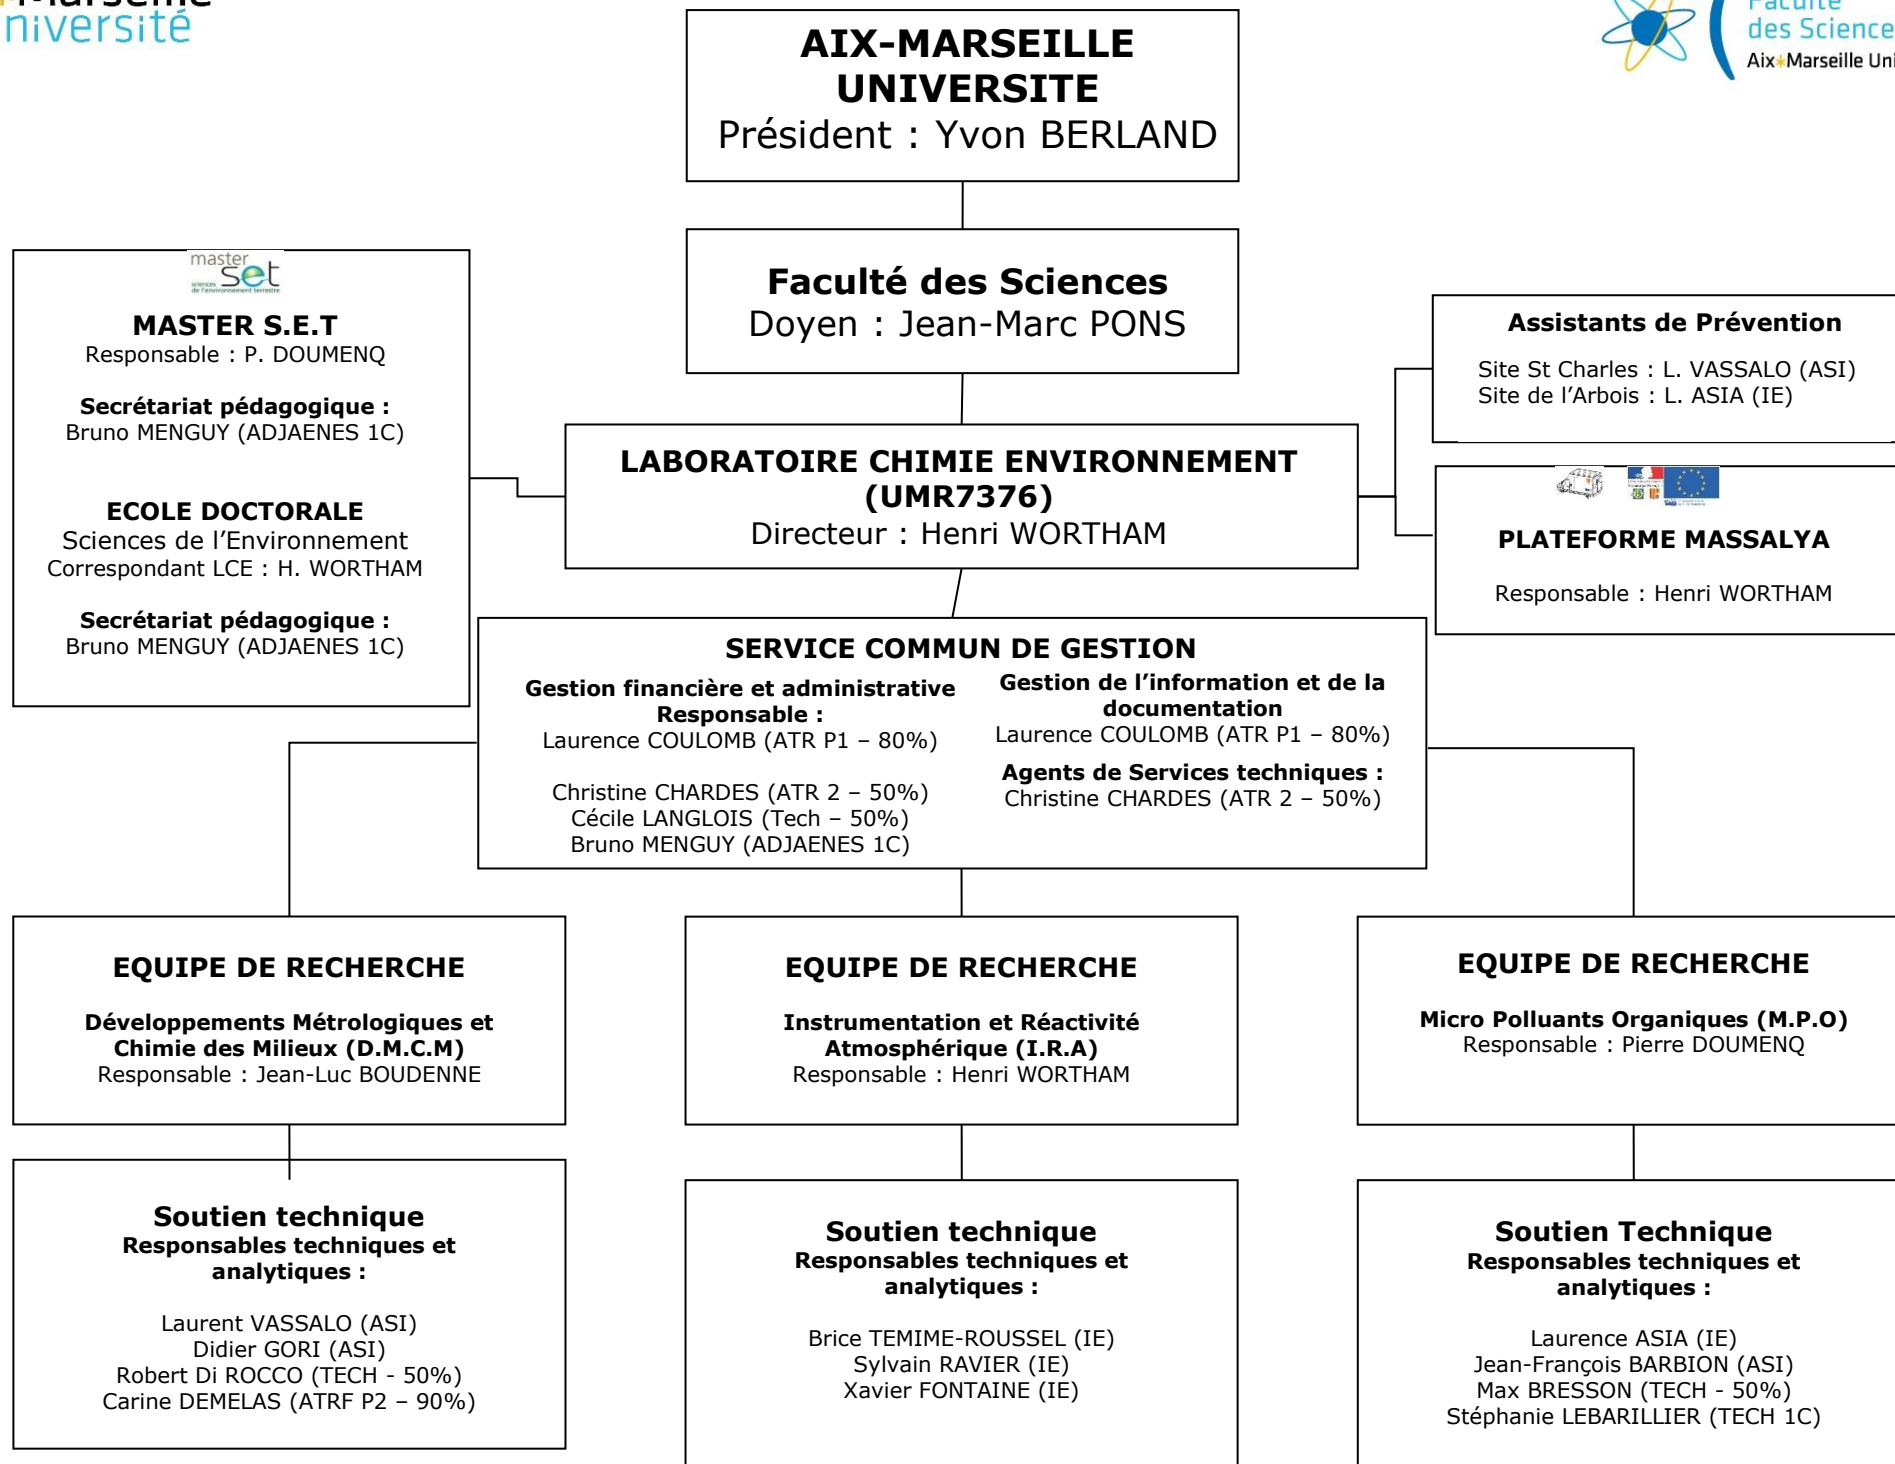 niversité
Faculté
des Science
Aix*Marseille Uni
AIX-MARSEILLE
UNIVERSITE
Président : Yvon BERLAND
Faculté des Sciences
Doyen : Jean-Marc PONS
master
set
sciences
de l'environnement terrestre
MASTER S.E.T
Responsable : P. DOUMENQ
Secrétariat pédagogique :
Bruno MENGUY (ADJAENES 1C)
ECOLE DOCTORALE
Sciences de l'Environnement
Correspondant LCE : H. WORTHAM
Secrétariat pédagogique :
Bruno MENGUY (ADJAENES 1C)
LABORATOIRE CHIMIE ENVIRONNEMENT
(UMR7376)
Directeur : Henri WORTHAM
Assistants de Prévention
Site St Charles : L. VASSALO (ASI)
Site de l'Arbois : L. ASIA (IE)
PLATEFORME MASSALYA
Responsable : Henri WORTHAM
SERVICE COMMUN DE GESTION
Gestion financière et administrative
Responsable :
Laurence COULOMB (ATR P1 – 80%)
Christine CHARDES (ATR 2 – 50%)
Cécile LANGLOIS (Tech – 50%)
Bruno MENGUY (ADJAENES 1C)
Gestion de l'information et de la
documentation
Laurence COULOMB (ATR P1 – 80%)
Agents de Services techniques :
Christine CHARDES (ATR 2 – 50%)
EQUIPE DE RECHERCHE
Développements Métrologiques et
Chimie des Milieux (D.M.C.M)
Responsable : Jean-Luc BOUDENNE
EQUIPE DE RECHERCHE
Instrumentation et Réactivité
Atmosphérique (I.R.A)
Responsable : Henri WORTHAM
EQUIPE DE RECHERCHE
Micro Polluants Organiques (M.P.O)
Responsable : Pierre DOUMENQ
Soutien technique
Responsables techniques et
analytiques :
Laurent VASSALO (ASI)
Didier GORI (ASI)
Robert Di ROCCO (TECH - 50%)
Carine DEMELAS (ATRF P2 – 90%)
Soutien technique
Responsables techniques et
analytiques :
Brice TEMIME-ROUSSEL (IE)
Sylvain RAVIER (IE)
Xavier FONTAINE (IE)
Soutien Technique
Responsables techniques et
analytiques :
Laurence ASIA (IE)
Jean-François BARBION (ASI)
Max BRESSON (TECH - 50%)
Stéphanie LEBARILLIER (TECH 1C)